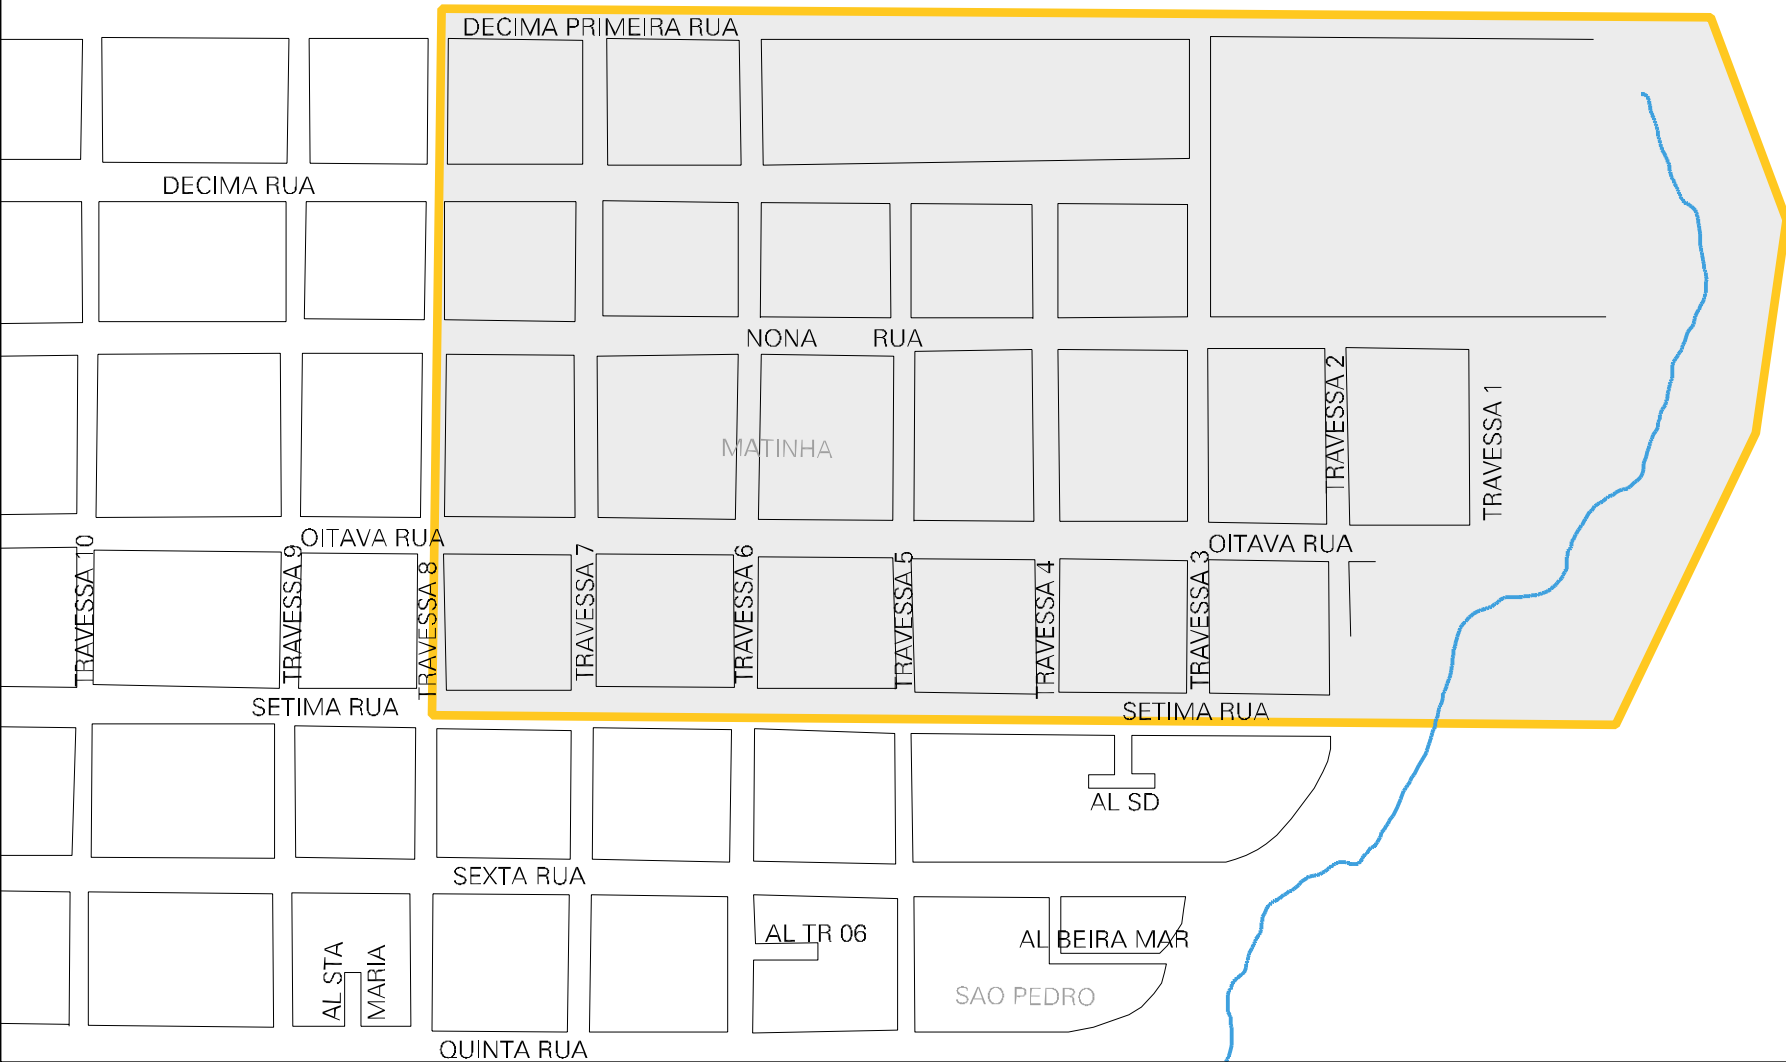 DECIMA PRIMEIRA RUA
DECIMA RUA
NONA RUA
TRAVESSA 2
TRAVESSA 1
MATINHA
OITAVA RUA
OITAVA RUA
TRAVESSA 10
TRAVESSA 9
TRAVESSA 8
TRAVESSA 7
TRAVESSA 6
TRAVESSA 5
TRAVESSA 4
TRAVESSA 3
SETIMA RUA
SETIMA RUA
AL SD
SEXTA RUA
AL STA
MARIA
AL TR 06
AL BEIRA MAR
SAO PEDRO
QUINTA RUA